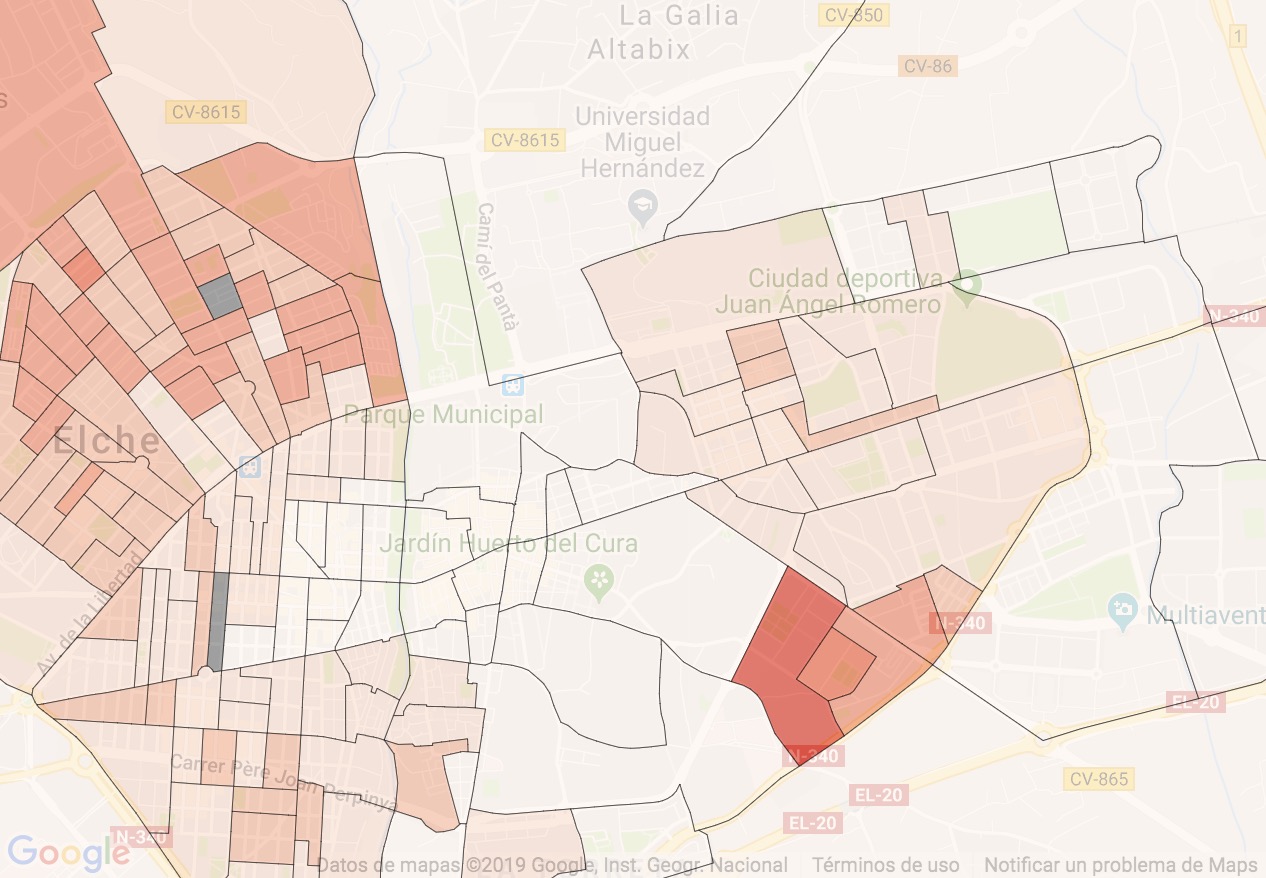 La Galia
Altabix
CV-850
1
CV-86
s
CV-8615
CV-8615
Universidad
Miguel
Hernández
Camí del Pantà
Ciudad deportiva
Juan Ángel Romero
N-340
Parque Municipal
Elche
Jardín Huerto del Cura
Av. de la Llibertad
N-340
Multiavent
EL-20
N-340
Carrer Père Joan Perpinyà
CV-865
EL-20
EL-20
N-340
Google
Datos de mapas ©2019 Google, Inst. Geogr. Nacional Términos de uso Notificar un problema de Maps